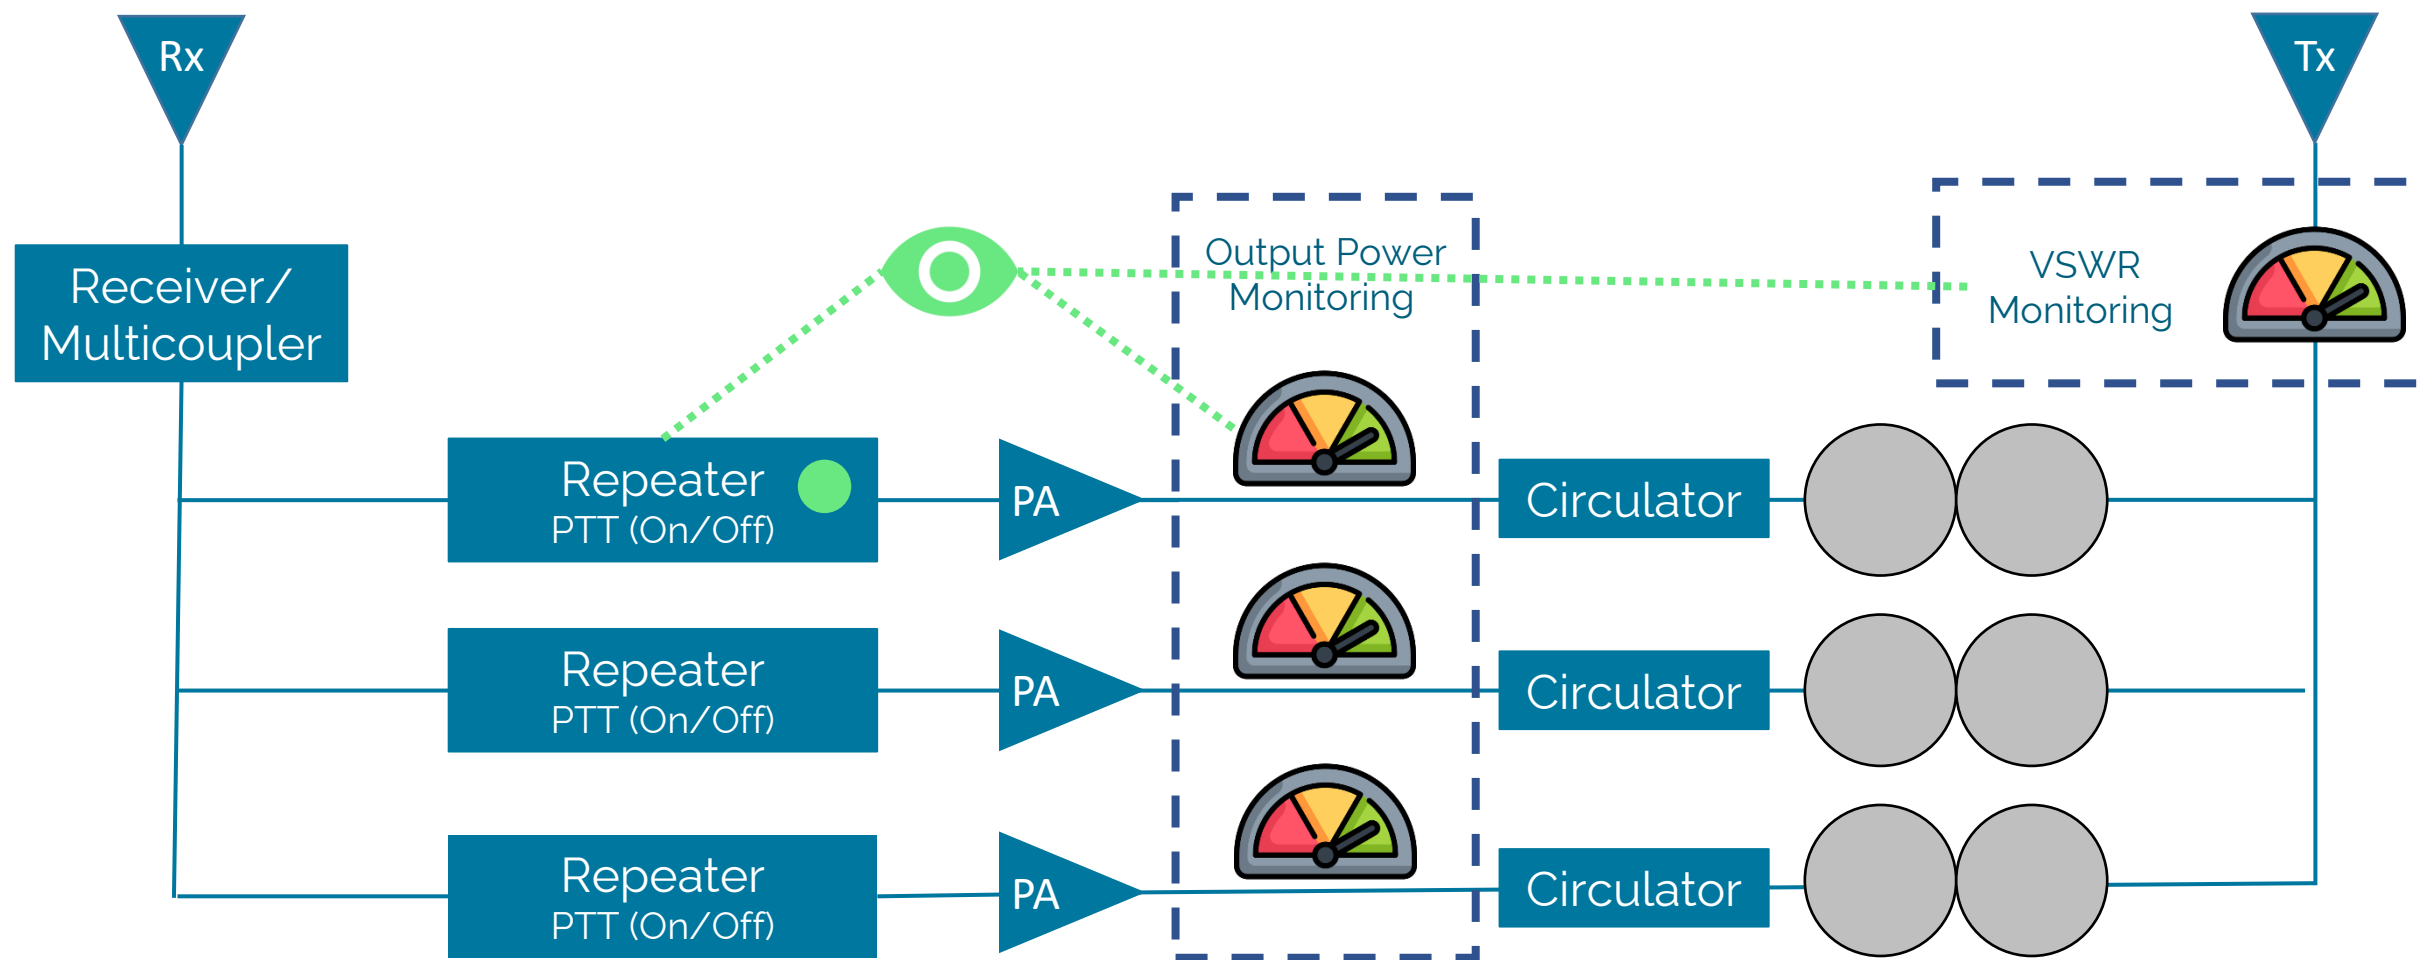 Rx
Tx
Receiver/
Multicoupler
Output Power
Monitoring
VSWR
Monitoring
Repeater
PTT (On/Off)
PA
Circulator
Repeater
PTT (On/Off)
PA
Circulator
Repeater
PTT (On/Off)
PA
Circulator